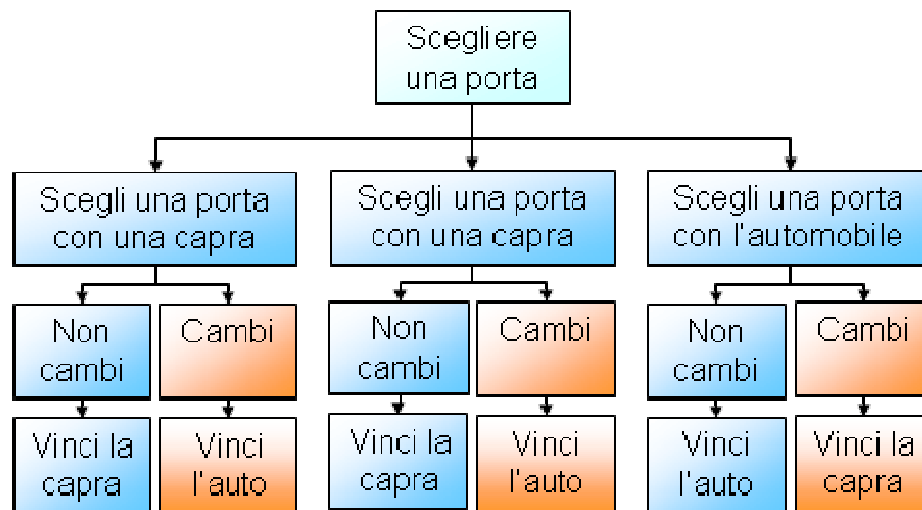 Scegliere
una porta
Scegli una porta
con una capra
Scegli una porta
con una capra
Scegli una porta
con l'automobile
Non
cambi
Cambi
Non
cambi
Cambi
Non
cambi
Cambi
Vinci la
capra
Vinci
l'auto
Vinci la
capra
Vinci
l'auto
Vinci
l'auto
Vinci la
capra